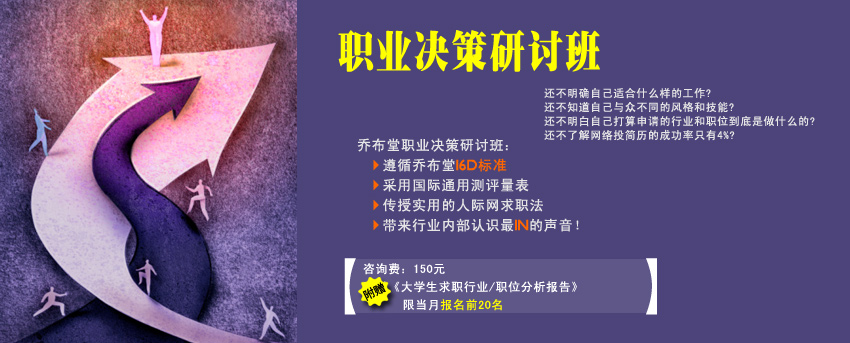 职业决策研讨班
还不明确自己适合什么样的工作?
还不知道自己与众不同的风格和技能?
还不明白自己打算申请的行业和职位到底是做什么的?
还不了解网络投简历的成功率只有4%?
乔布堂职业决策研讨班：
遵循乔布堂16D标准
采用国际通用测评量表
传授实用的人际网求职法
带来行业内部认识最IN的声音！
咨询费：150元
附赠《大学生求职行业/职位分析报告》
限当月报名前20名